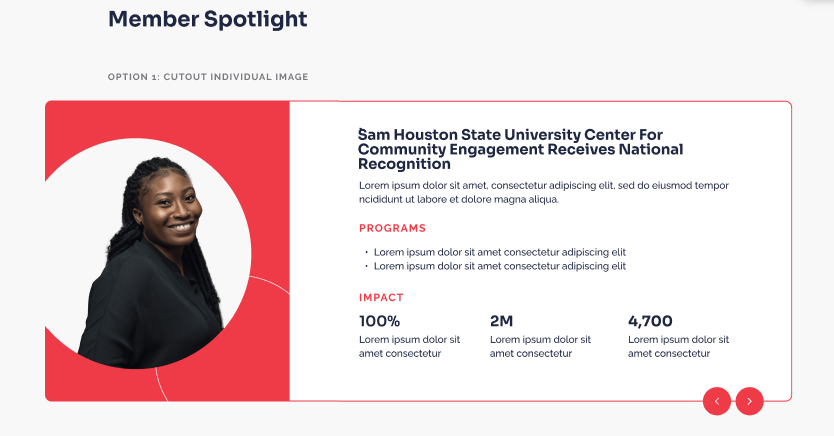 Member Spotlight
OPTION 1: CUTOUT INDIVIDUAL IMAGE
Sam Houston State University Center For
Community Engagement Receives National
Recognition
Lorem ipsum dolor sit amet, consectetur adipiscing elit, sed do eiusmod tempor
ncididunt ut labore et dolore magna aliqua.
PROGRAMS
• Lorem ipsum dolor sit amet consectetur adipiscing elit
• Lorem ipsum dolor sit amet consectetur adipiscing elit
IMPACT
100% 2M 4,700
Lorem ipsum dolor sit Lorem ipsum dolor sit Lorem ipsum dolor sit
amet consectetur amet consectetur amet consectetur